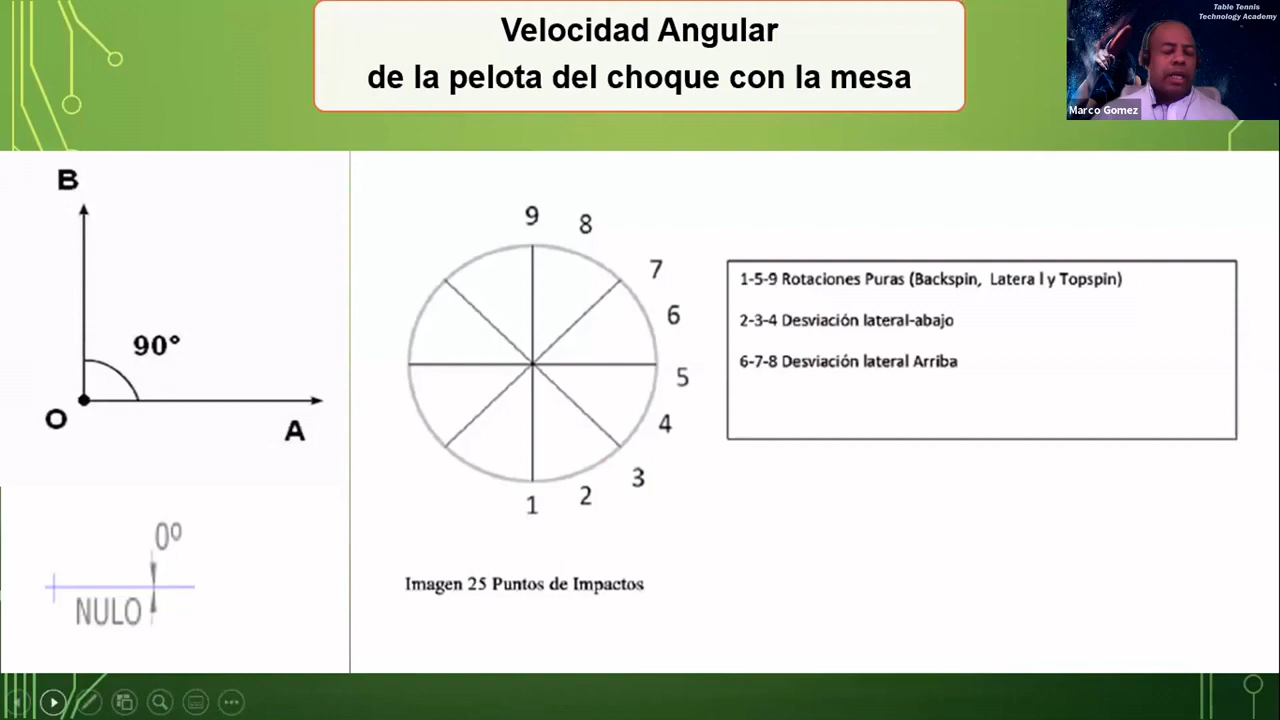 Velocidad Angular
de la pelota del choque con la mesa
Table Tennis
Technology Academy
Marco Gomez
B
90°
O
A
0º
NULO
9
8
7
6
5
4
3
2
1
1-5-9 Rotaciones Puras (Backspin, Latera l y Topspin)
2-3-4 Desviación lateral-abajo
6-7-8 Desviación lateral Arriba
Imagen 25 Puntos de Impactos